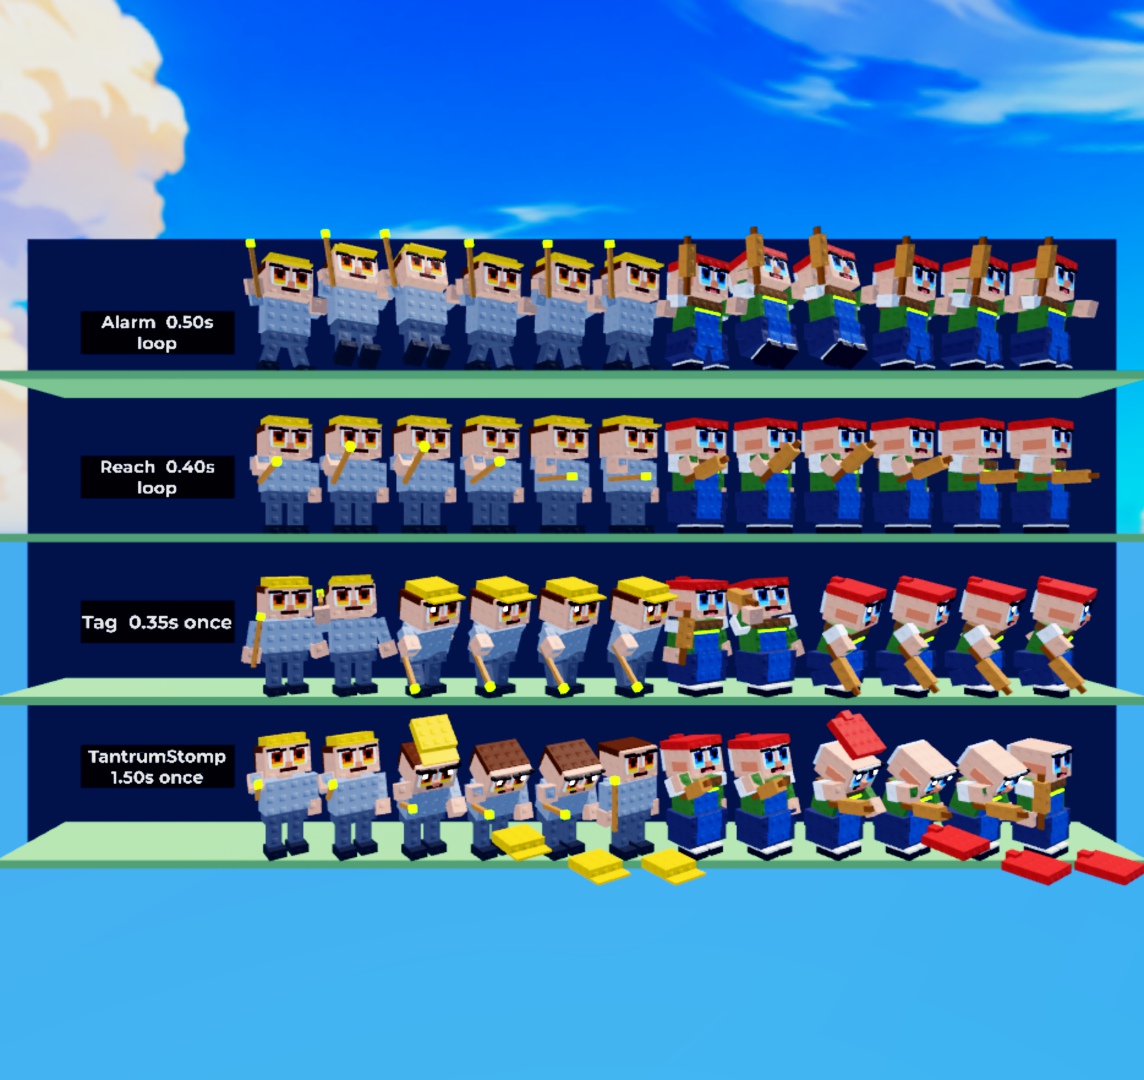 Alarm 0.50s
loop
Reach 0.40s
loop
Tag 0.35s once
TantrumStomp
1.50s once